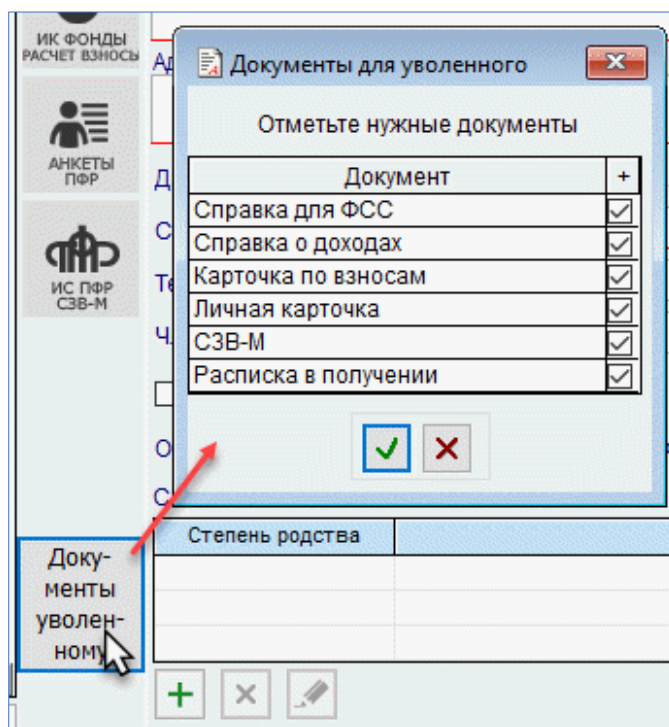 ИК ФОНДЫ
РАСЧЕТ ВЗНОСЫ
АНКЕТЫ
ПФР
ИС ПФР
СЗВ-М
Доку-
менты
уволен-
ному
Документы для уволенного
Отметьте нужные документы
Документ +
Справка для ФСС
Справка о доходах
Карточка по взносам
Личная карточка
СЗВ-М
Расписка в получении
Степень родства